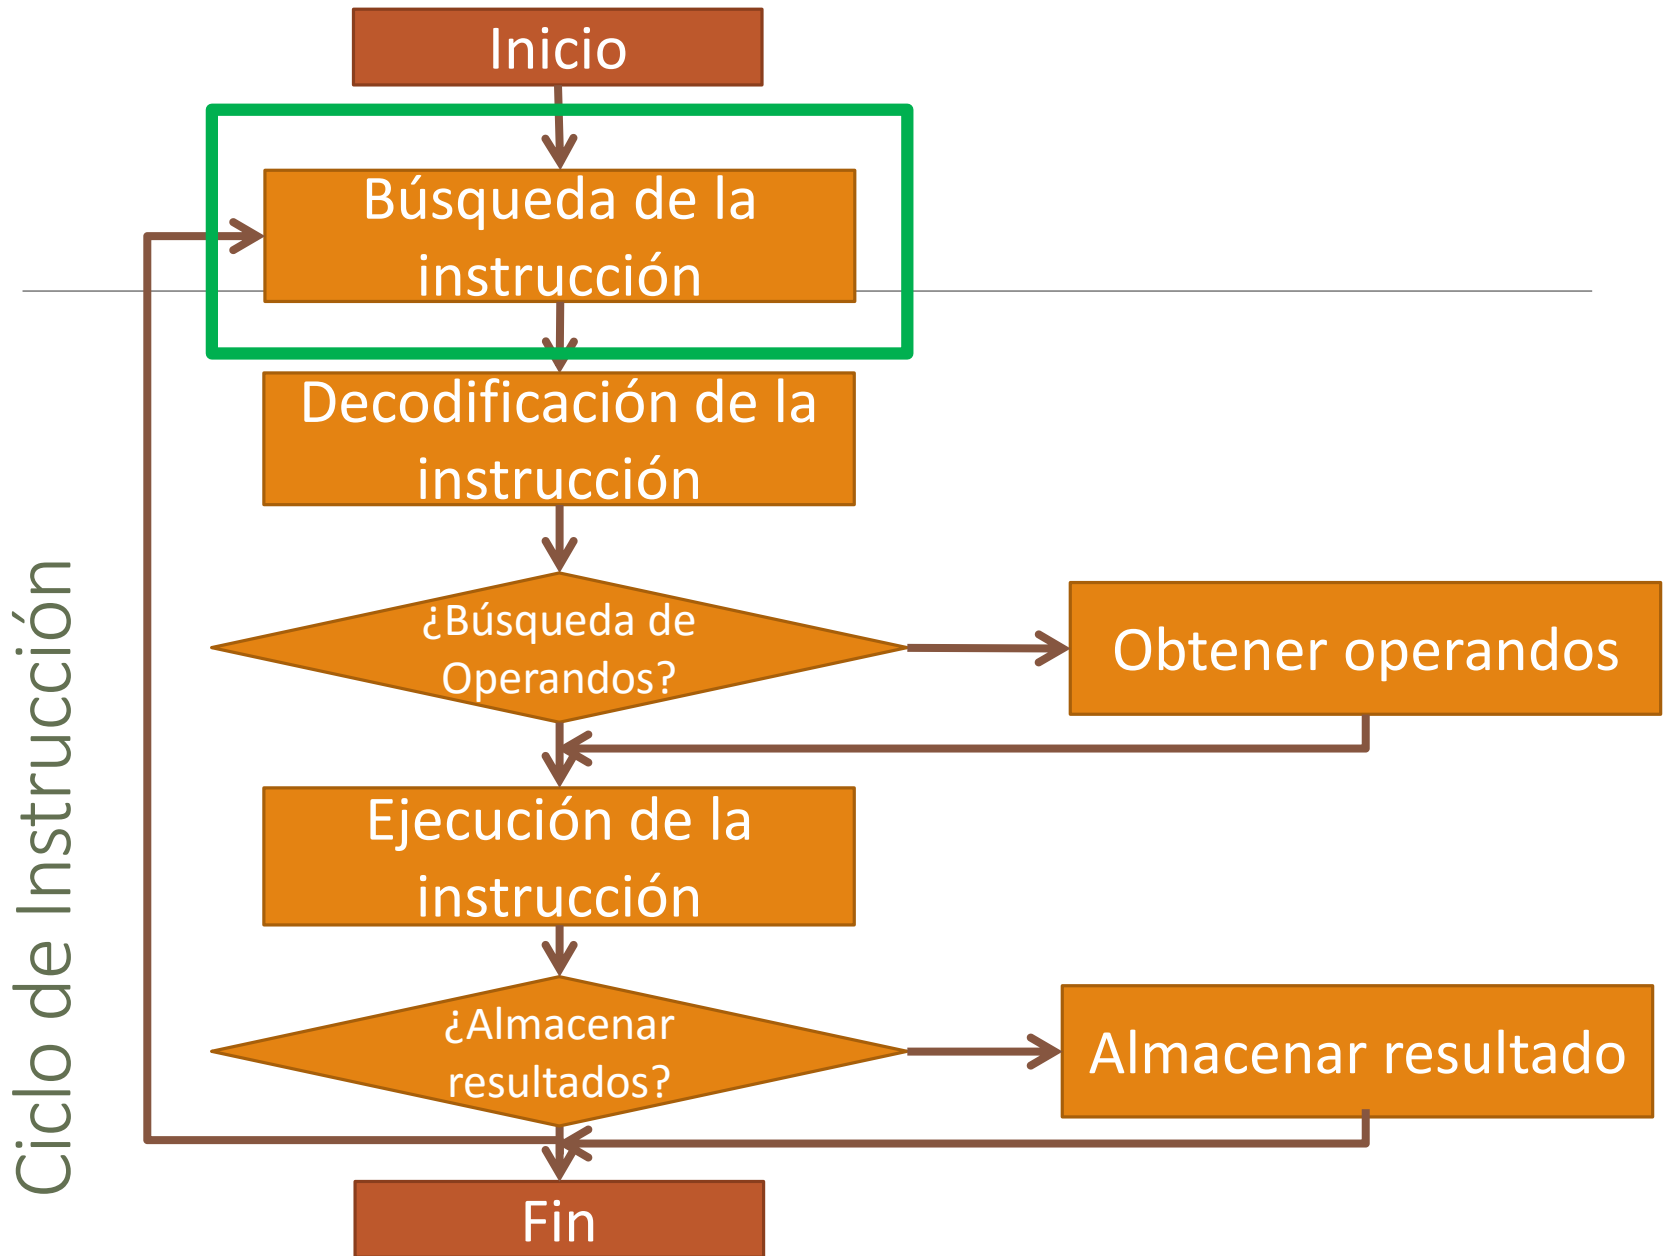 Inicio
Búsqueda de la
instrucción
Decodificación de la
instrucción
¿Búsqueda de
Operandos?
Obtener operandos
Ejecución de la
instrucción
¿Almacenar
resultados?
Almacenar resultado
Fin
Ciclo de Instrucción